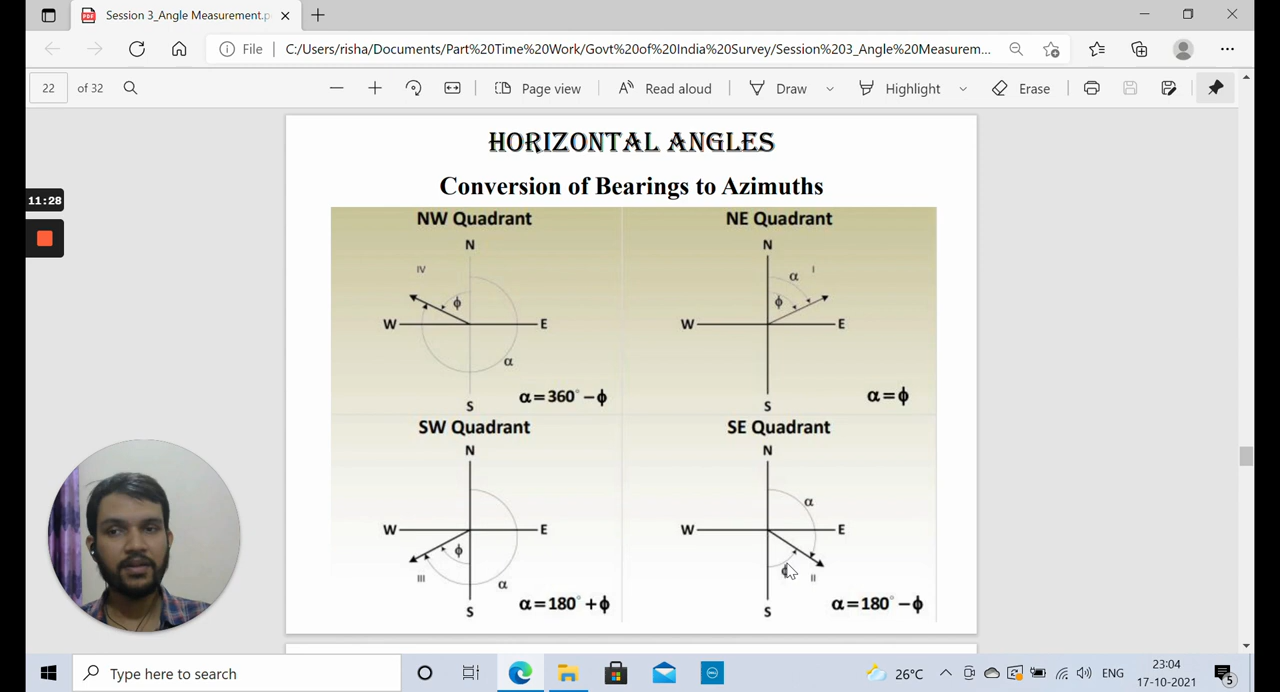 Session 3_Angle Measurement.p
File
C:/Users/risha/Documents/Part%20Time%20Work/Govt%20of%20India%20Survey/Session%203_Angle%20Measurem...
22 of 32
Page view
Read aloud
Draw
Highlight
Erase
11:28
HORIZONTAL ANGLES
Conversion of Bearings to Azimuths
NW Quadrant
N
IV
ϕ
W
E
α
S
α=360°−ϕ
NE Quadrant
N
α
I
ϕ
W
E
S
α=ϕ
SW Quadrant
N
W
E
ϕ
III
α
S
α=180°+ϕ
SE Quadrant
N
α
W
E
ϕ
II
S
α=180°−ϕ
Type here to search
26°C
ENG
23:04
17-10-2021
5